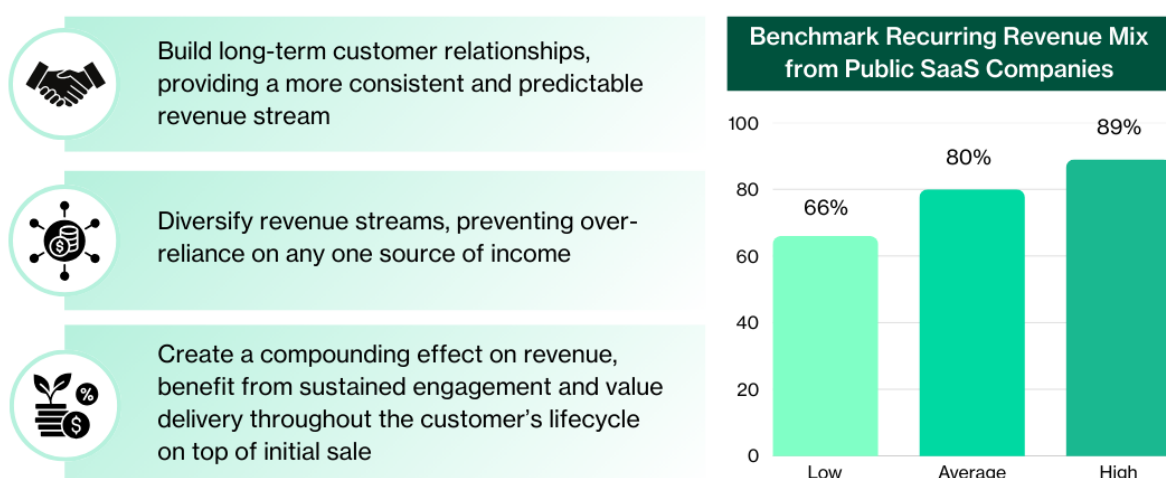 Build long-term customer relationships,
providing a more consistent and predictable
revenue stream
Diversify revenue streams, preventing over-
reliance on any one source of income
Create a compounding effect on revenue,
benefit from sustained engagement and value
delivery throughout the customer’s lifecycle
on top of initial sale
Benchmark Recurring Revenue Mix
from Public SaaS Companies
100
80
60
40
20
0
66%
80%
89%
Low
Average
High
$
%
$